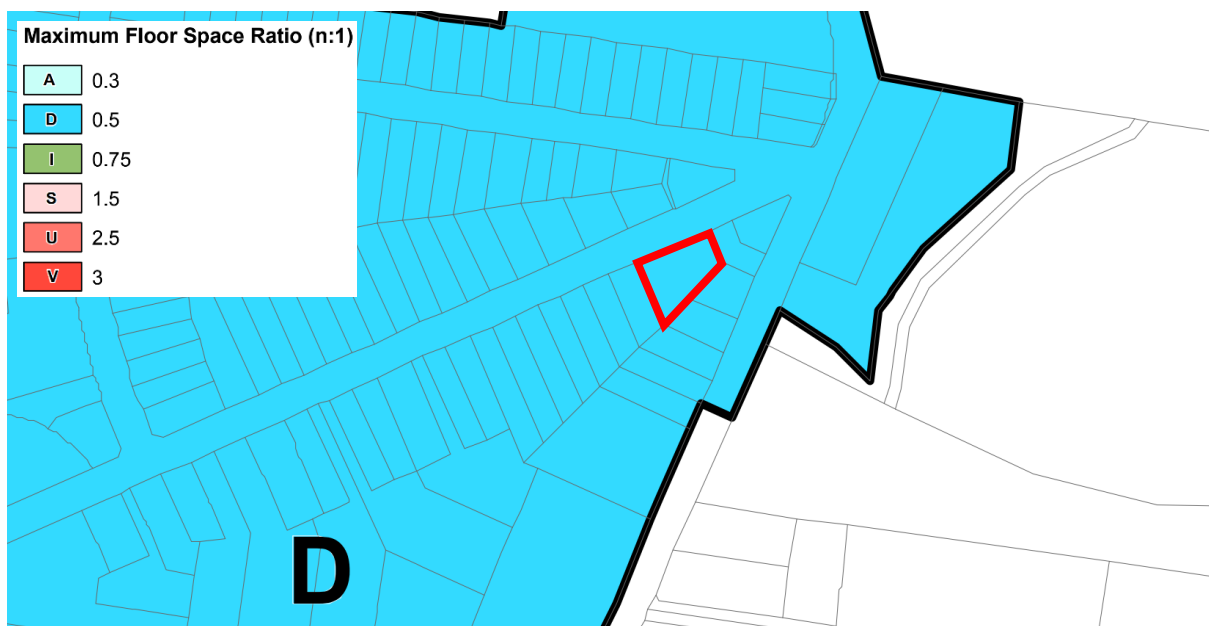 Maximum Floor Space Ratio (n:1)
A 0.3
D 0.5
I 0.75
S 1.5
U 2.5
V 3
D